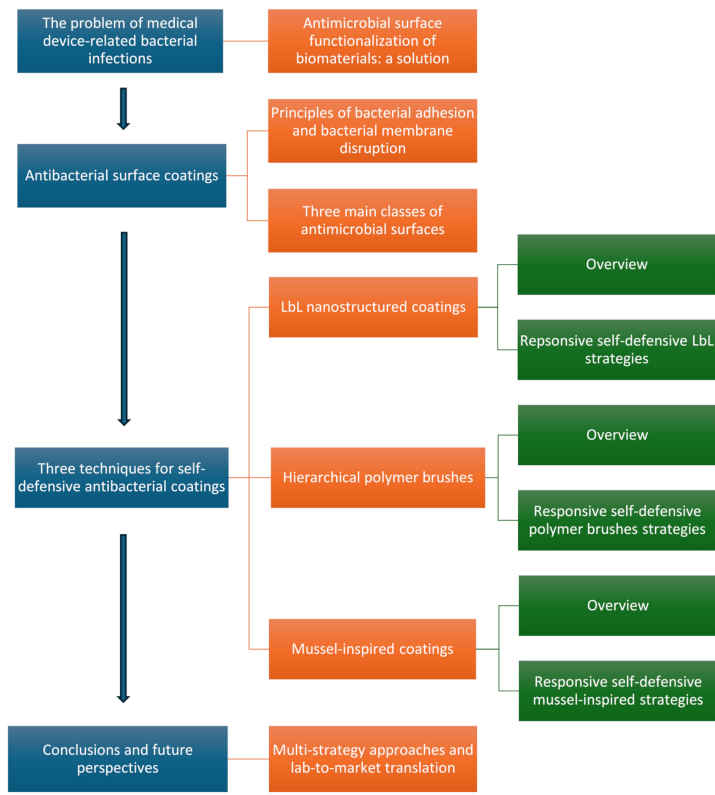 The problem of medical
device-related bacterial
infections
Antimicrobial surface
functionalization of
biomaterials: a solution
Antibacterial surface coatings
Principles of bacterial adhesion
and bacterial membrane
disruption
Three main classes of
antimicrobial surfaces
Three techniques for self-
defensive antibacterial coatings
LbL nanostructured coatings
Overview
Repsonsive self-defensive LbL
strategies
Hierarchical polymer brushes
Overview
Responsive self-defensive
polymer brushes strategies
Mussel-inspired coatings
Overview
Responsive self-defensive
mussel-inspired strategies
Conclusions and future
perspectives
Multi-strategy approaches and
lab-to-market translation